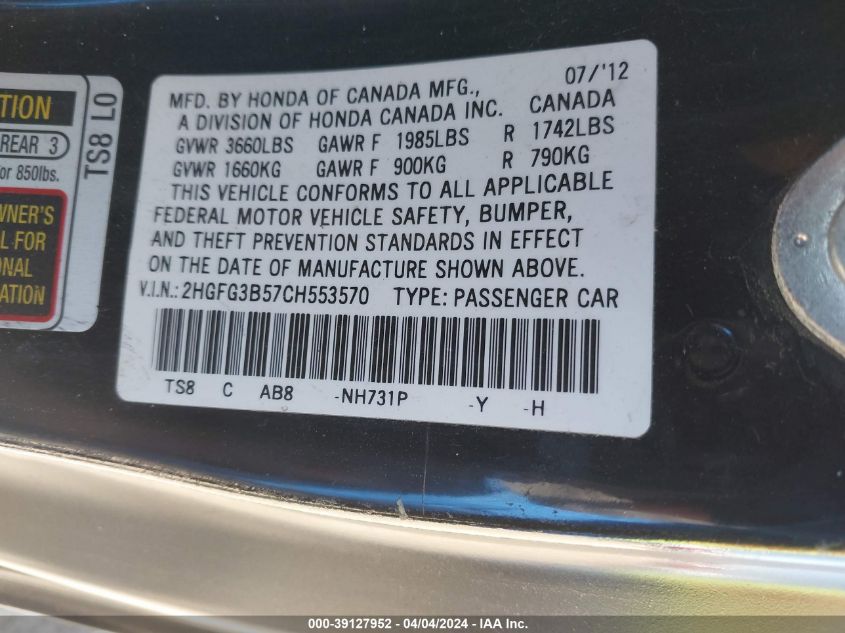 TION
REAR 3
or 850lbs.
WNER'S
L FOR
ONAL
ATION
TS8 L0
07/'12
MFD. BY HONDA OF CANADA MFG.,
A DIVISION OF HONDA CANADA INC. CANADA
GVWR 3660LBS GAWR F 1985LBS R 1742LBS
GVWR 1660KG GAWR F 900KG R 790KG
THIS VEHICLE CONFORMS TO ALL APPLICABLE
FEDERAL MOTOR VEHICLE SAFETY, BUMPER,
AND THEFT PREVENTION STANDARDS IN EFFECT
ON THE DATE OF MANUFACTURE SHOWN ABOVE.
V.I.N.: 2HGFG3B57CH553570 TYPE: PASSENGER CAR
TS8 C AB8 -NH731P -Y -H
000-39127952 - 04/04/2024 - IAA Inc.